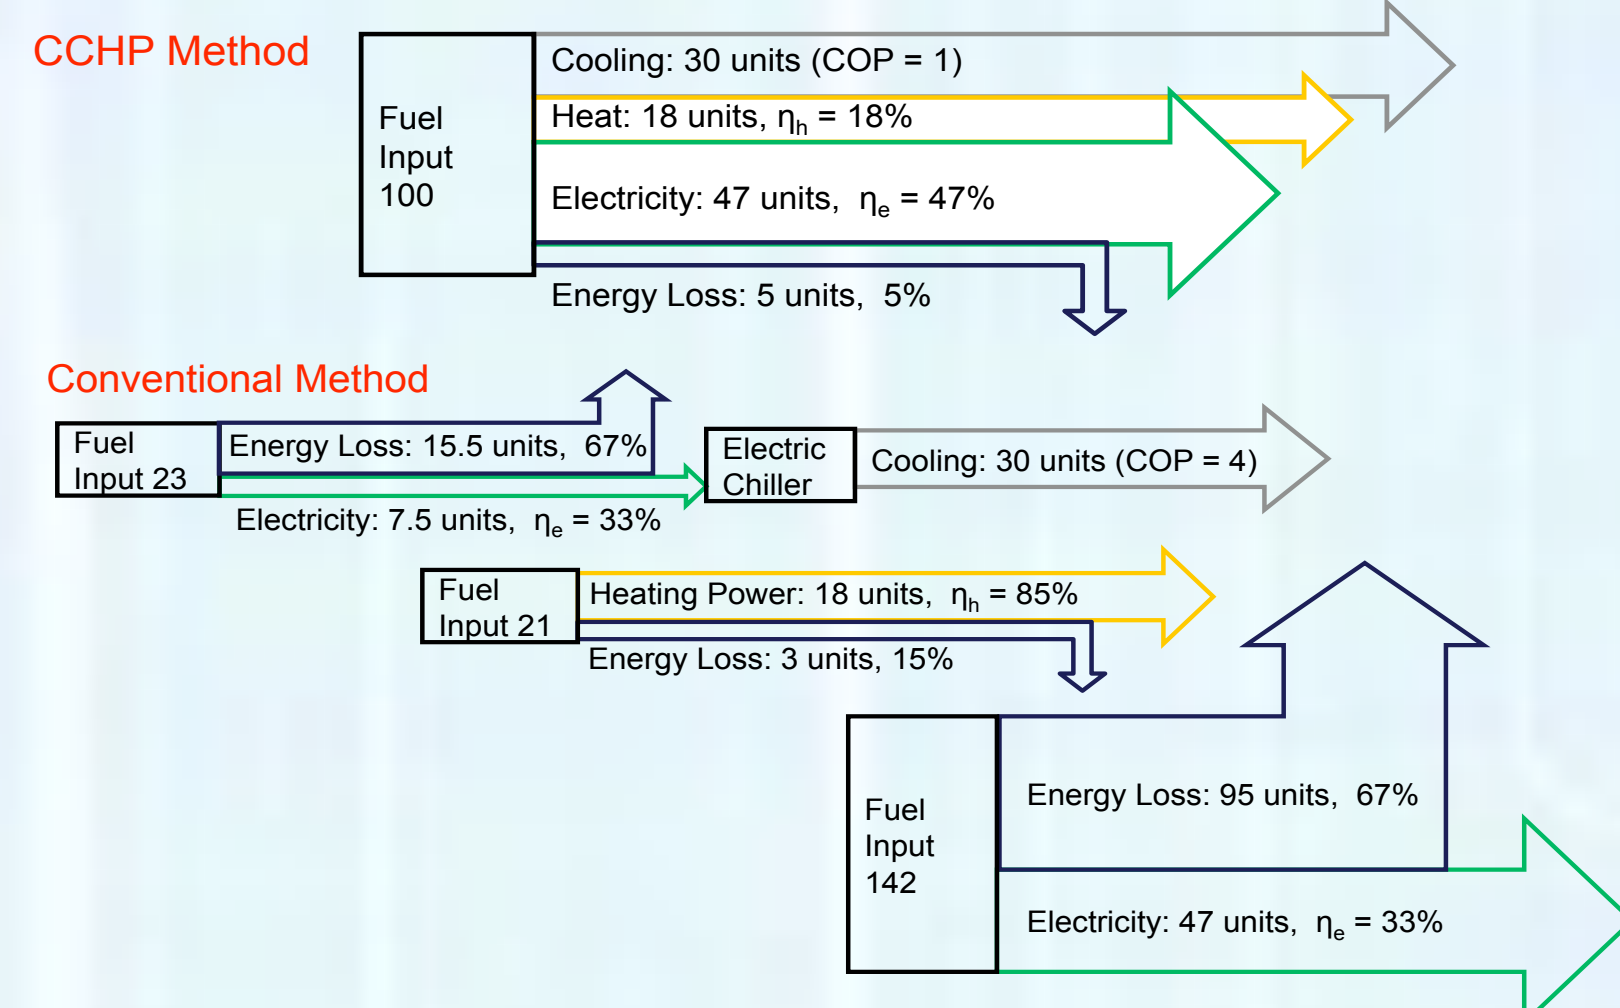 CCHP Method
Fuel
Input
100
Cooling: 30 units (COP = 1)
Heat: 18 units, ηh = 18%
Electricity: 47 units, ηe = 47%
Energy Loss: 5 units, 5%
Conventional Method
Fuel
Input 23
Energy Loss: 15.5 units, 67%
Electricity: 7.5 units, ηe = 33%
Electric
Chiller
Cooling: 30 units (COP = 4)
Fuel
Input 21
Heating Power: 18 units, ηh = 85%
Energy Loss: 3 units, 15%
Fuel
Input
142
Energy Loss: 95 units, 67%
Electricity: 47 units, ηe = 33%